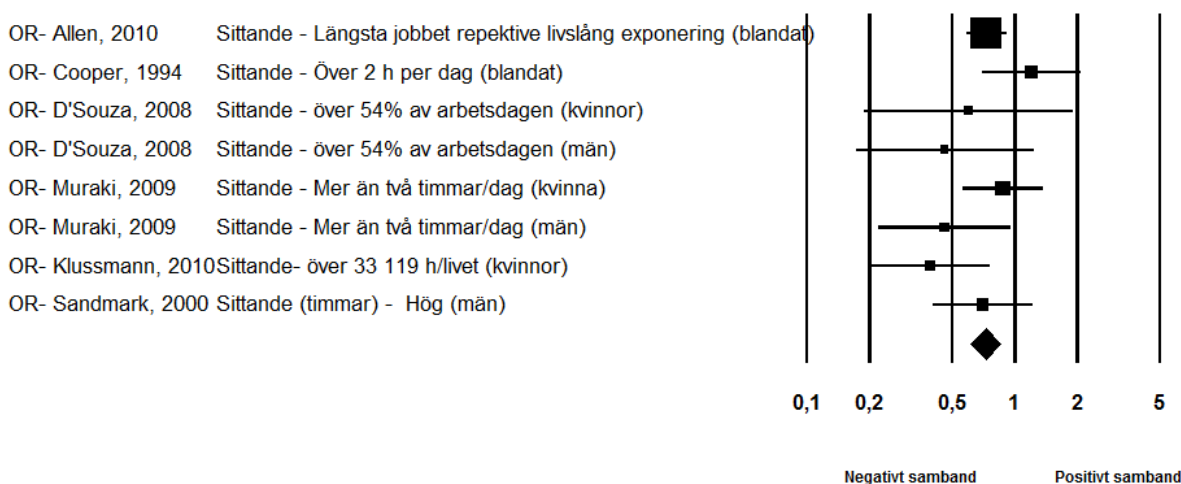 OR- Allen, 2010 Sittande - Längsta jobbet repektive livslång exponering (blandat)
OR- Cooper, 1994 Sittande - Över 2 h per dag (blandat)
OR- D'Souza, 2008 Sittande - över 54% av arbetsdagen (kvinnor)
OR- D'Souza, 2008 Sittande - över 54% av arbetsdagen (män)
OR- Muraki, 2009 Sittande - Mer än två timmar/dag (kvinna)
OR- Muraki, 2009 Sittande - Mer än två timmar/dag (män)
OR- Klussmann, 2010 Sittande- över 33 119 h/livet (kvinnor)
OR- Sandmark, 2000 Sittande (timmar) - Hög (män)
0,1 0,2 0,5 1 2 5
Negativt samband Positivt samband